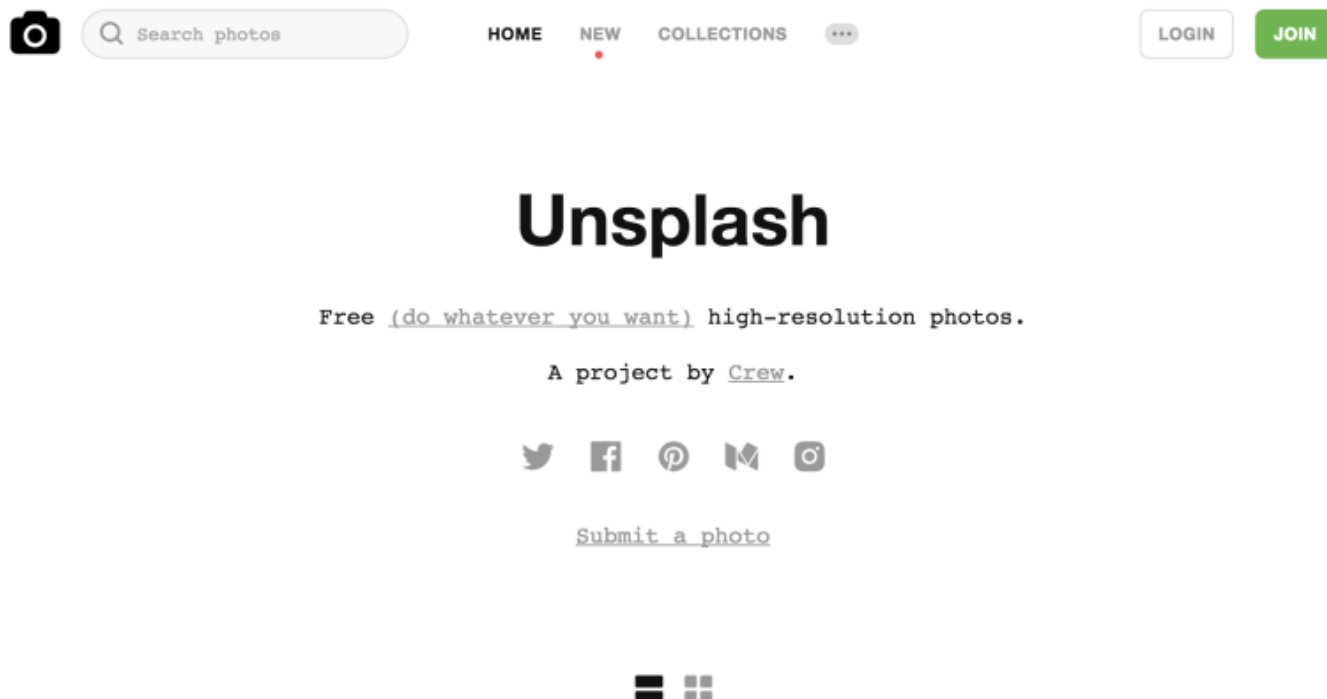 Search photos
HOME NEW COLLECTIONS ...
LOGIN JOIN
Unsplash
Free (do whatever you want) high-resolution photos.
A project by Crew.
Submit a photo